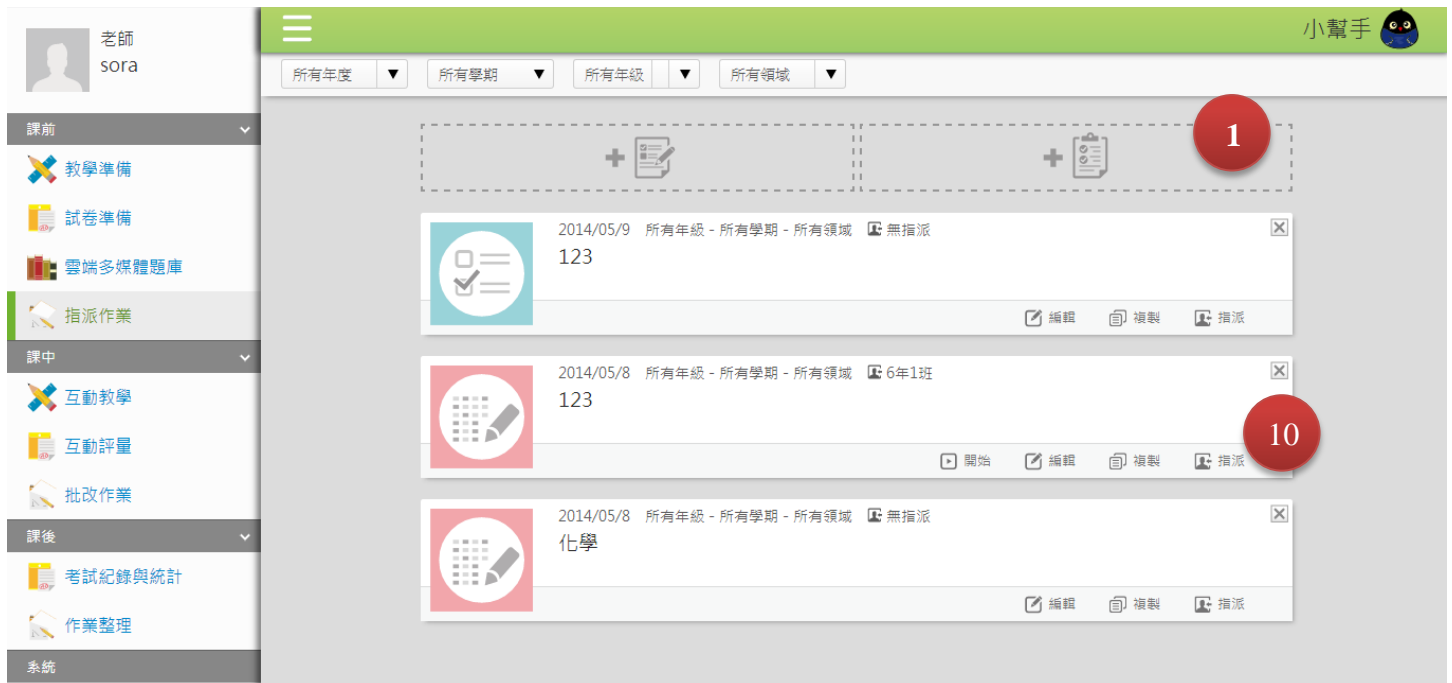 老師
sora
小幫手
所有年度 ▼ 所有學期 ▼ 所有年級 ▼ 所有領域 ▼
課前
教學準備
試卷準備
雲端多媒體題庫
指派作業
課中
互動教學
互動評量
批改作業
課後
考試紀錄與統計
作業整理
系統
1
2014/05/9 所有年級 - 所有學期 - 所有領域 無指派
123
編輯 複製 指派
2014/05/8 所有年級 - 所有學期 - 所有領域 6年1班
123
10
開始 編輯 複製 指派
2014/05/8 所有年級 - 所有學期 - 所有領域 無指派
化學
編輯 複製 指派